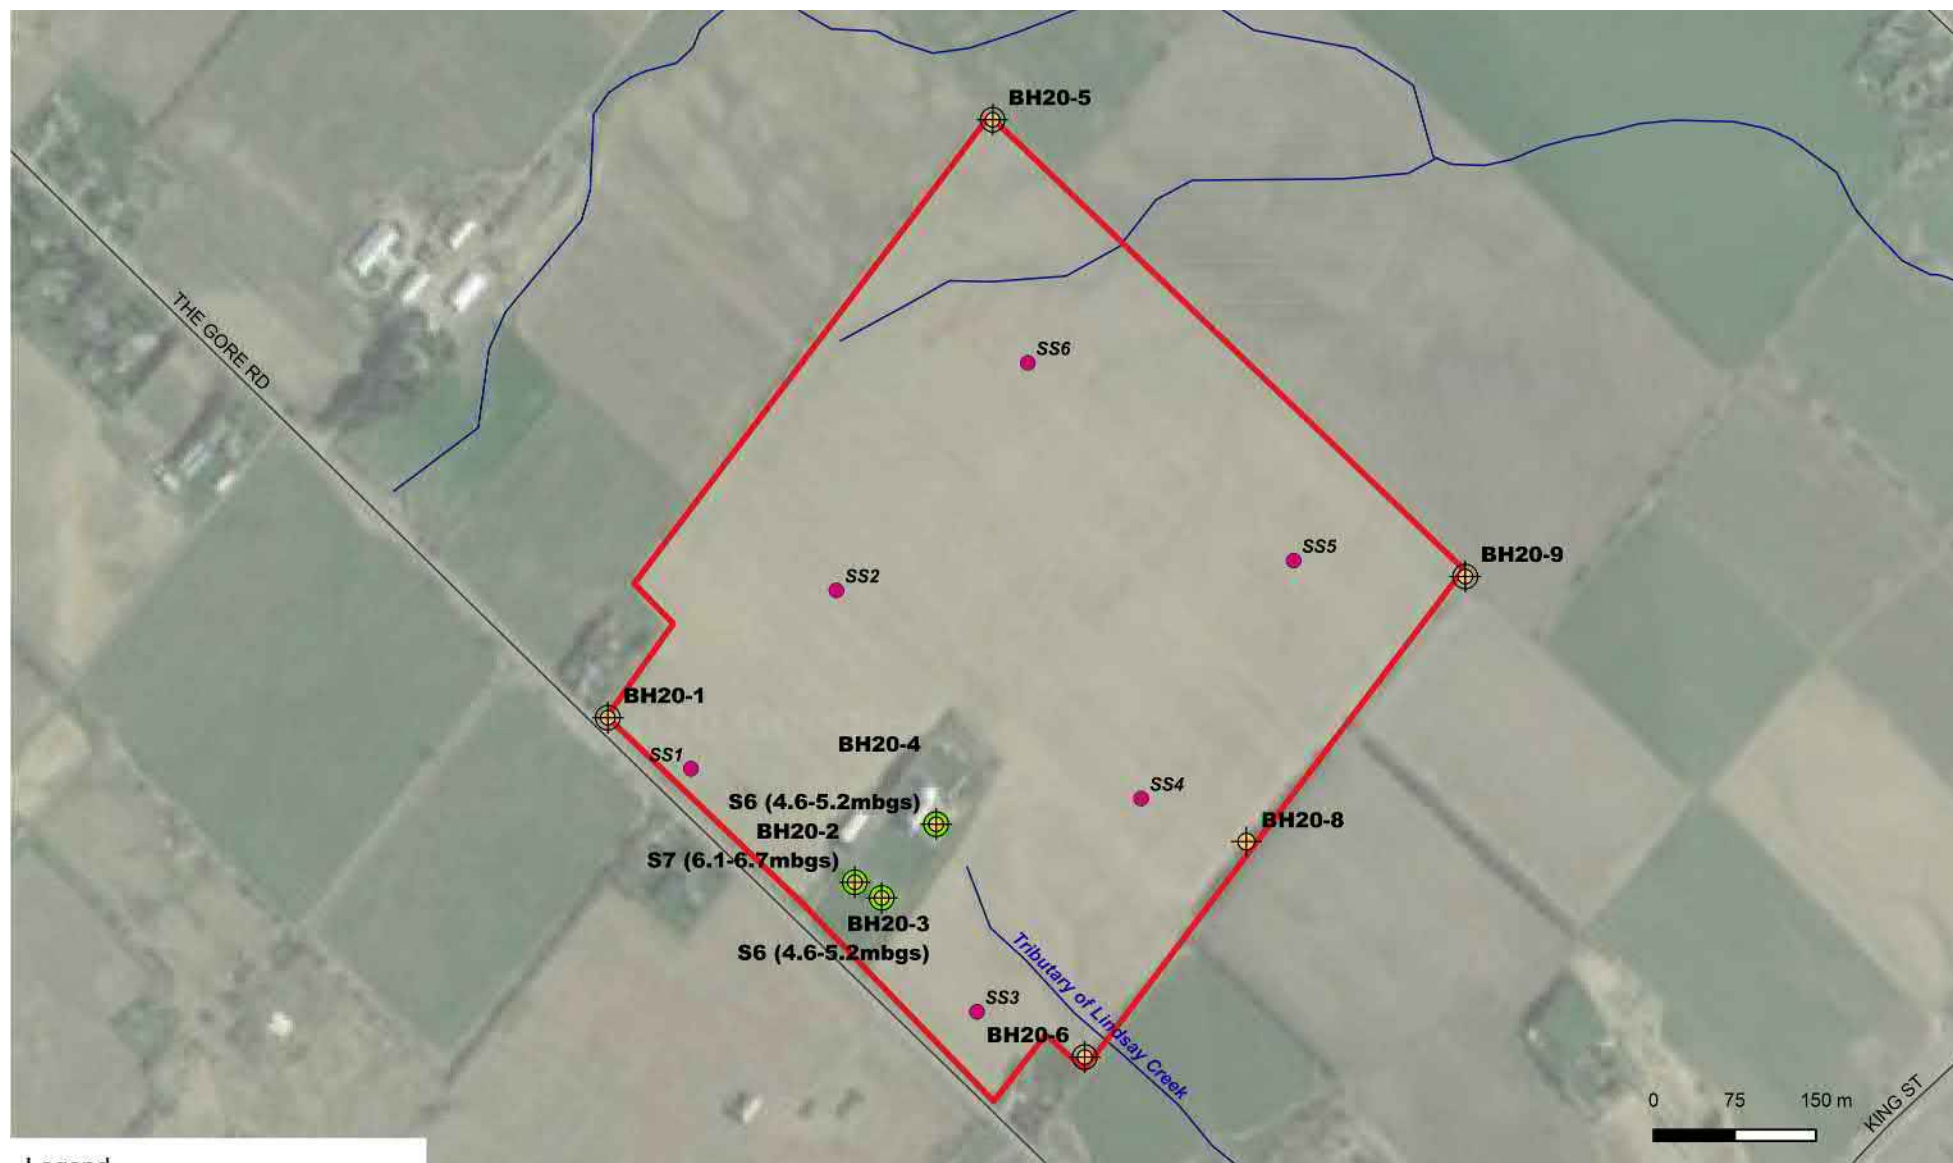 BH20-5
THE GORE RD
SS6
SS5
BH20-9
SS2
BH20-1
BH20-4
SS1
SS4
S6 (4.6-5.2mbgs)
BH20-8
BH20-2
S7 (6.1-6.7mbgs)
BH20-3
S6 (4.6-5.2mbgs)
Tributary of Lindsay Creek
SS3
BH20-6
0 75 150 m
KING ST
Legend